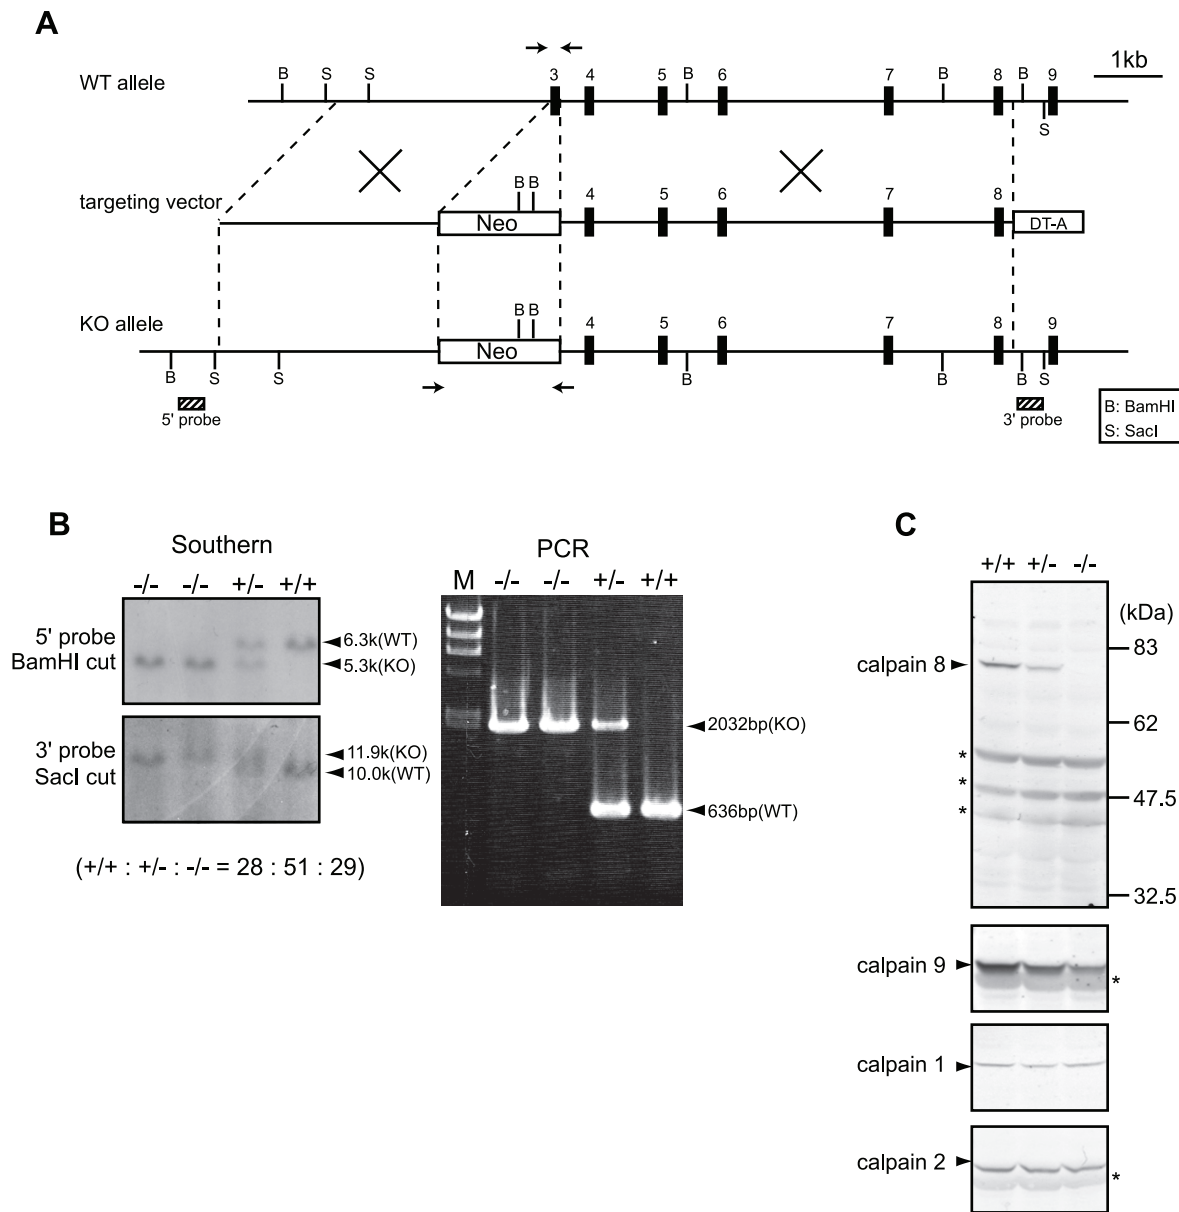 A
WT allele
B S S 3 4 5 B 6 7 B 8 B 9
S
1kb
targeting vector
B B
Neo
4 5 6 7 8
DT-A
KO allele
B B
Neo
4 5 6 7 8 9
B S S B B B S
5' probe
3' probe
B: BamHI
S: SacI
B
Southern
-/- -/- +/- +/+
5' probe
BamHI cut
6.3k(WT)
5.3k(KO)
3' probe
SacI cut
11.9k(KO)
10.0k(WT)
(+/+ : +/- : -/- = 28 : 51 : 29)
PCR
M -/- -/- +/- +/+
2032bp(KO)
636bp(WT)
C
+/+ +/- -/-
(kDa)
calpain 8
83
62
*
*
47.5
*
32.5
calpain 9
*
calpain 1
calpain 2
*